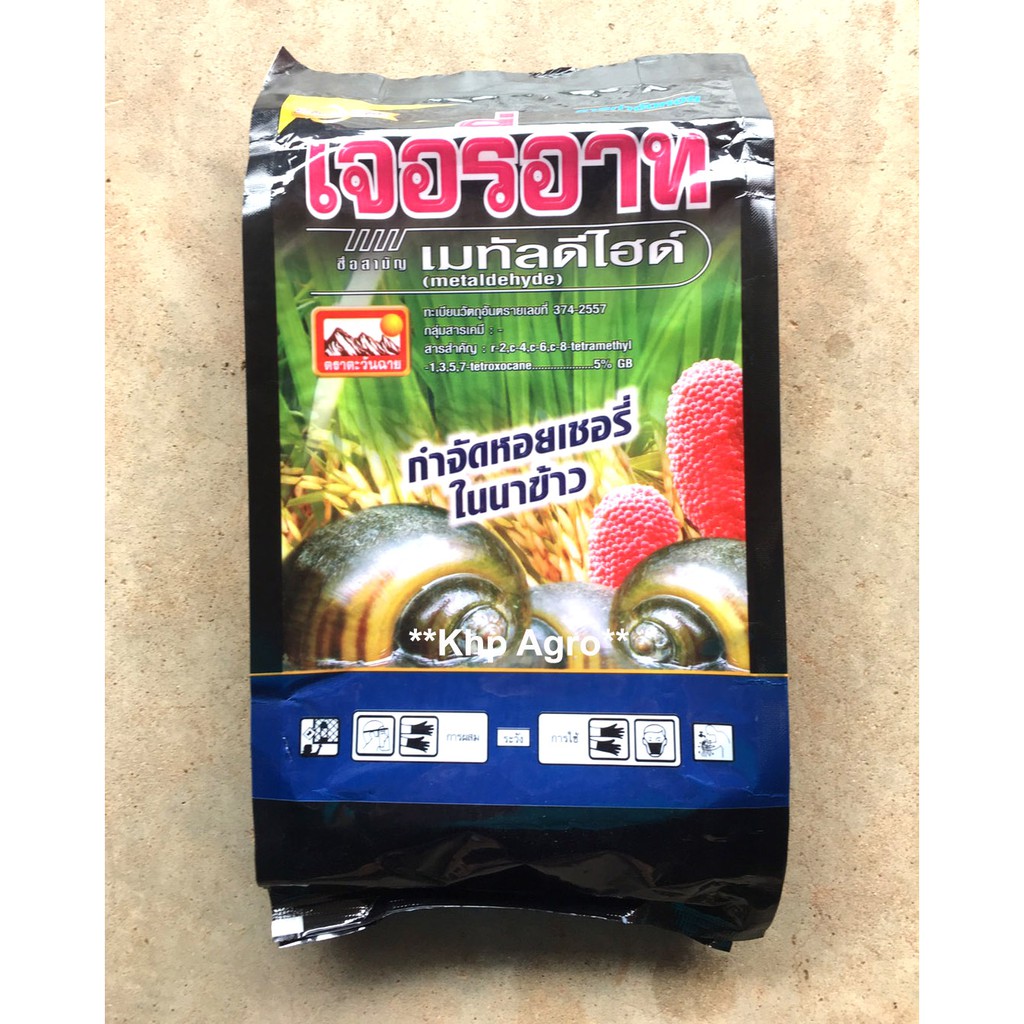 เจอรี่อาท
ชื่อสามัญ เมทัลดีไฮด์
(metaldehyde)
ทะเบียนวัตถุอันตรายเลขที่ 374-2557
กลุ่มสารเคมี : -
สารสำคัญ : r-2,c-4,c-6,c-8-tetramethyl
-1,3,5,7-tetroxocane....................5% GB
ตราตะวันฉาย
กำจัดหอยเชอรี่
ในนาข้าว
**Khp Agro**
การผสม ระวัง การใช้